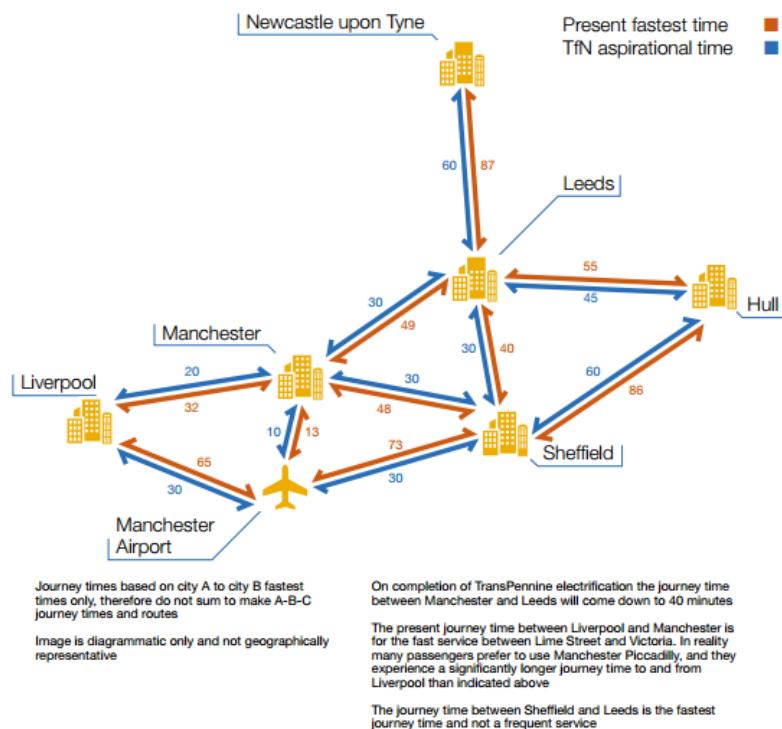 Newcastle upon Tyne
Present fastest time
TfN aspirational time
60
87
Leeds
55
45
Hull
30
49
Manchester
30
40
60
86
Liverpool
20
32
30
48
10
13
73
30
Sheffield
65
30
Manchester
Airport
Journey times based on city A to city B fastest
times only, therefore do not sum to make A-B-C
journey times and routes
Image is diagrammatic only and not geographically
representative
On completion of TransPennine electrification the journey time
between Manchester and Leeds will come down to 40 minutes
The present journey time between Liverpool and Manchester is
for the fast service between Lime Street and Victoria. In reality
many passengers prefer to use Manchester Piccadilly, and they
experience a significantly longer journey time to and from
Liverpool than indicated above
The journey time between Sheffield and Leeds is the fastest
journey time and not a frequent service